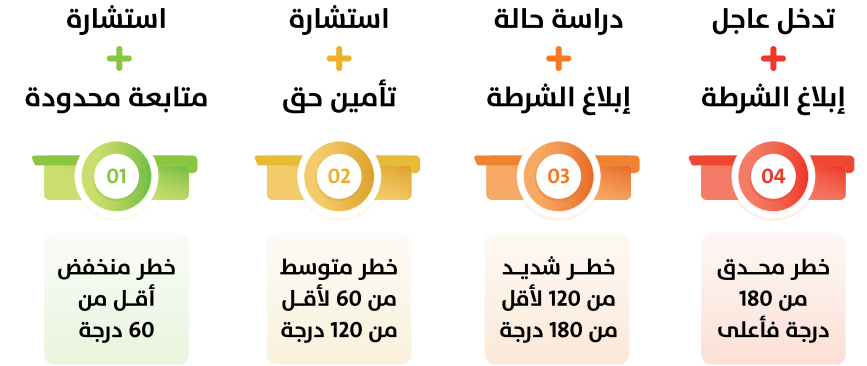 تدخل عاجل
+
إبلاغ الشرطة
04
خطر محدق
من 180
درجة فأعلى
دراسة حالة
+
إبلاغ الشرطة
03
خطر شديد
من 120 لأقل
من 180 درجة
استشارة
+
تأمين حق
02
خطر متوسط
من 60 لأقل
من 120 درجة
استشارة
+
متابعة محدودة
01
خطر منخفض
أقل من
60 درجة